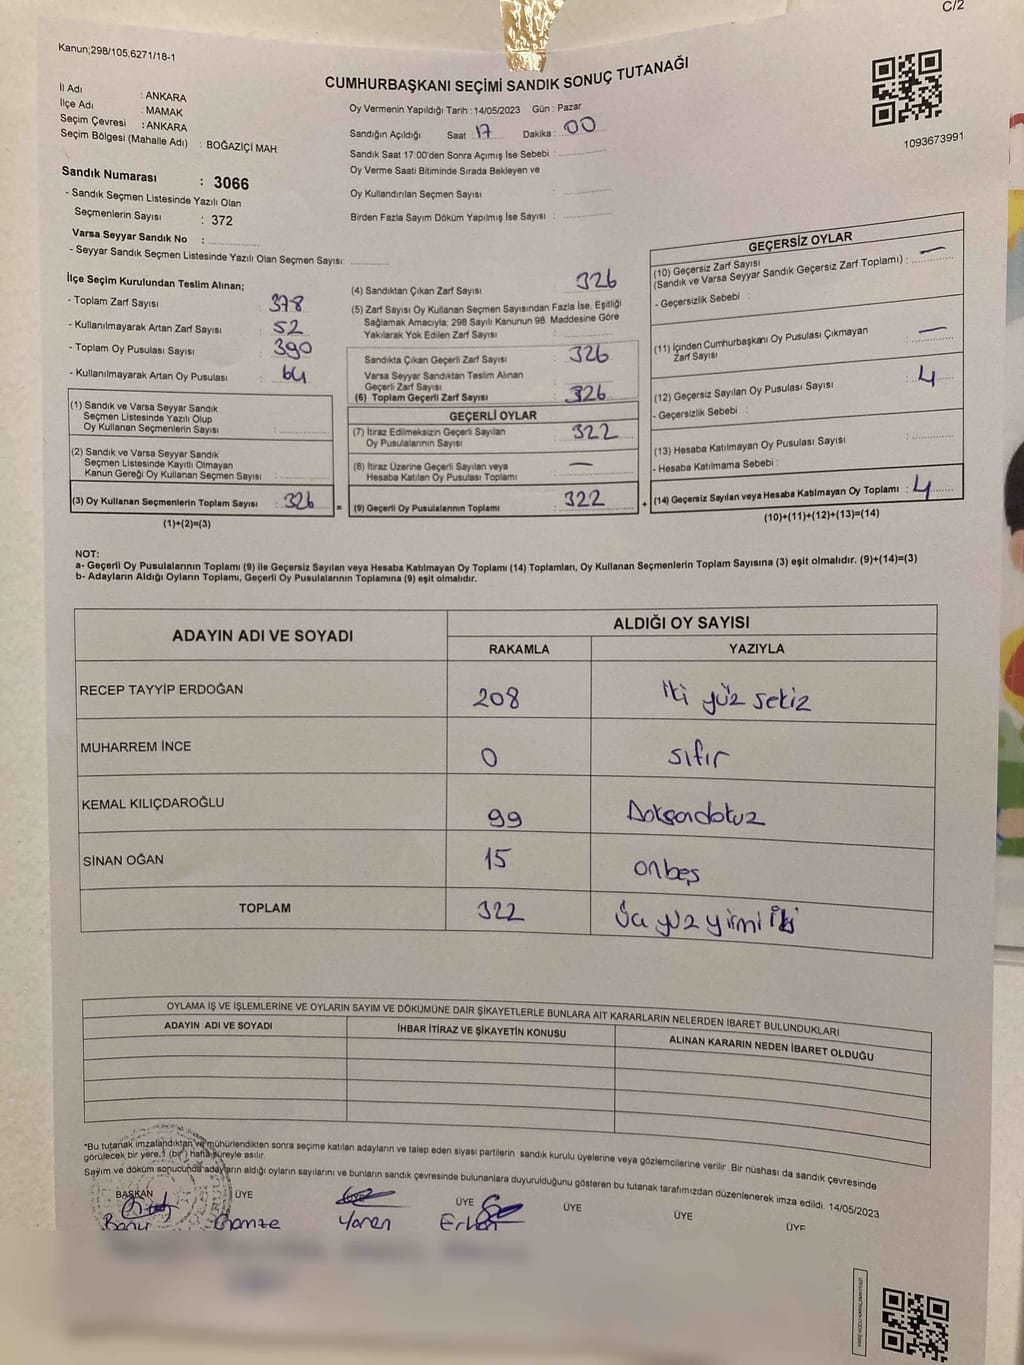 C/2
Kanun;298/105,6271/18-1
CUMHURBAŞKANI SEÇİMİ SANDIK SONUÇ TUTANAĞI
İl Adı : ANKARA
İlçe Adı : MAMAK
Seçim Çevresi : ANKARA
Seçim Bölgesi (Mahalle Adı) : BOĞAZİÇİ MAH
Sandık Numarası : 3066
- Sandık Seçmen Listesinde Yazılı Olan
Seçmenlerin Sayısı : 372
Varsa Seyyar Sandık No :
- Seyyar Sandık Seçmen Listesinde Yazılı Olan Seçmen Sayısı:
Oy Vermenin Yapıldığı Tarih : 14/05/2023 Gün : Pazar
Sandığın Açıldığı Saat : 17 Dakika : 00
Sandık Saat 17:00'den Sonra Açımış İse Sebebi :
Oy Verme Saati Bitiminde Sırada Bekleyen ve
Oy Kullandırılan Seçmen Sayısı :
Birden Fazla Sayım Döküm Yapılmış İse Sayısı :
1093673991
İlçe Seçim Kurulundan Teslim Alınan;
- Toplam Zarf Sayısı : 378
- Kullanılmayarak Artan Zarf Sayısı : 52
- Toplam Oy Pusulası Sayısı : 390
- Kullanılmayarak Artan Oy Pusulası : 64
(1) Sandık ve Varsa Seyyar Sandık
Seçmen Listesinde Yazılı Olup
Oy Kullanan Seçmenlerin Sayısı :
(2) Sandık ve Varsa Seyyar Sandık
Seçmen Listesinde Kayıtlı Olmayan
Kanun Gereği Oy Kullanan Seçmen Sayısı :
(3) Oy Kullanan Seçmenlerin Toplam Sayısı : 326
(1)+(2)=(3)
=
(4) Sandıktan Çıkan Zarf Sayısı : 326
(5) Zarf Sayısı Oy Kullanan Seçmen Sayısından Fazla İse, Eşitliği
Sağlamak Amacıyla; 298 Sayılı Kanunun 98. Maddesine Göre
Yakılarak Yok Edilen Zarf Sayısı :
Sandıkta Çıkan Geçerli Zarf Sayısı : 326
Varsa Seyyar Sandıktan Teslim Alınan
Geçerli Zarf Sayısı :
(6) Toplam Geçerli Zarf Sayısı : 326
GEÇERLİ OYLAR
(7) İtiraz Edilmeksizin Geçerli Sayılan
Oy Pusulalarının Sayısı : 322
(8) İtiraz Üzerine Geçerli Sayılan veya
Hesaba Katılan Oy Pusulası Toplamı : —
(9) Geçerli Oy Pusulalarının Toplamı : 322
+
GEÇERSİZ OYLAR
(10) Geçersiz Zarf Sayısı
(Sandık ve Varsa Seyyar Sandık Geçersiz Zarf Toplamı) : —
- Geçersizlik Sebebi :
(11) İçinden Cumhurbaşkanı Oy Pusulası Çıkmayan
Zarf Sayısı : —
(12) Geçersiz Sayılan Oy Pusulası Sayısı : 4
- Geçersizlik Sebebi :
(13) Hesaba Katılmayan Oy Pusulası Sayısı :
- Hesaba Katılmama Sebebi :
(14) Geçersiz Sayılan veya Hesaba Katılmayan Oy Toplamı : 4
(10)+(11)+(12)+(13)=(14)
NOT:
a- Geçerli Oy Pusulalarının Toplamı (9) ile Geçersiz Sayılan veya Hesaba Katılmayan Oy Toplamı (14) Toplamları, Oy Kullanan Seçmenlerin Toplam Sayısına (3) eşit olmalıdır. (9)+(14)=(3)
b- Adayların Aldığı Oyların Toplamı, Geçerli Oy Pusulalarının Toplamına (9) eşit olmalıdır.
ADAYIN ADI VE SOYADI ALDIĞI OY SAYISI
RAKAMLA YAZIYLA
RECEP TAYYİP ERDOĞAN 208 iki yüz sekiz
MUHARREM İNCE 0 sıfır
KEMAL KILIÇDAROĞLU 99 Doksandokuz
SİNAN OĞAN 15 onbeş
TOPLAM 322 Üç yüz yirmi iki
OYLAMA İŞ VE İŞLEMLERİNE VE OYLARIN SAYIM VE DÖKÜMÜNE DAİR ŞİKAYETLERLE BUNLARA AİT KARARLARIN NELERDEN İBARET BULUNDUKLARI
ADAYIN ADI VE SOYADI İHBAR İTİRAZ VE ŞİKAYETİN KONUSU ALINAN KARARIN NEDEN İBARET OLDUĞU
*Bu tutanak imzalandıktan ve mühürlendikten sonra seçime katılan adayların ve talep eden siyasi partilerin sandık kurulu üyelerine veya gözlemcilerine verilir. Bir nüshası da sandık çevresinde
görülecek bir yere 1 (bir) hafta süreyle asılır.
Sayım ve döküm sonucunda adayların aldığı oyların sayılarını ve bunların sandık çevresinde bulunanlara duyurulduğunu gösteren bu tutanak tarafımızdan düzenlenerek imza edildi. 14/05/2023
BAŞKAN ÜYE ÜYE ÜYE ÜYE ÜYE
Banu Gamze Yaren Erkan